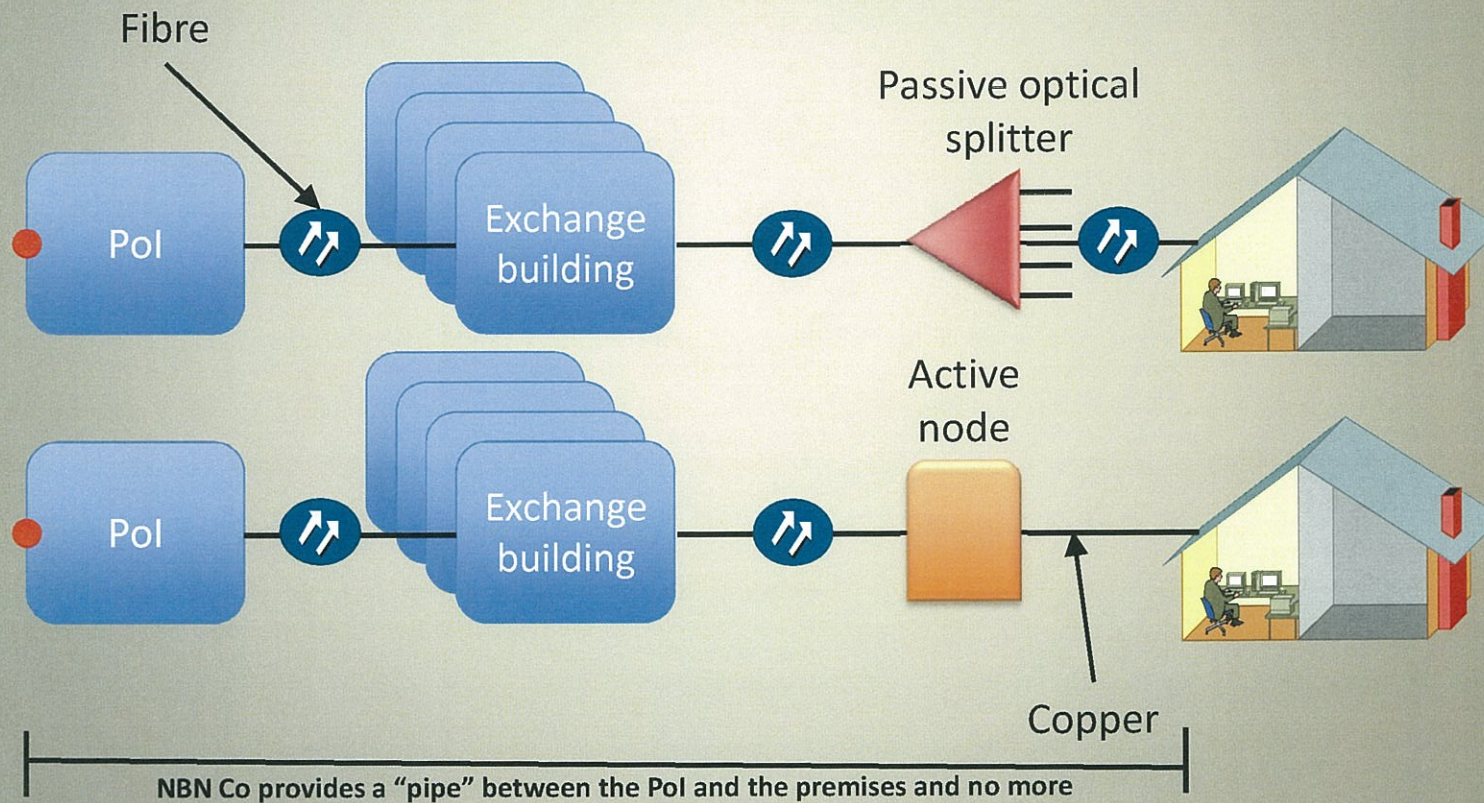 Fibre
Passive optical
splitter
PoI
Exchange
building
Active
node
PoI
Exchange
building
Copper
NBN Co provides a “pipe” between the PoI and the premises and no more